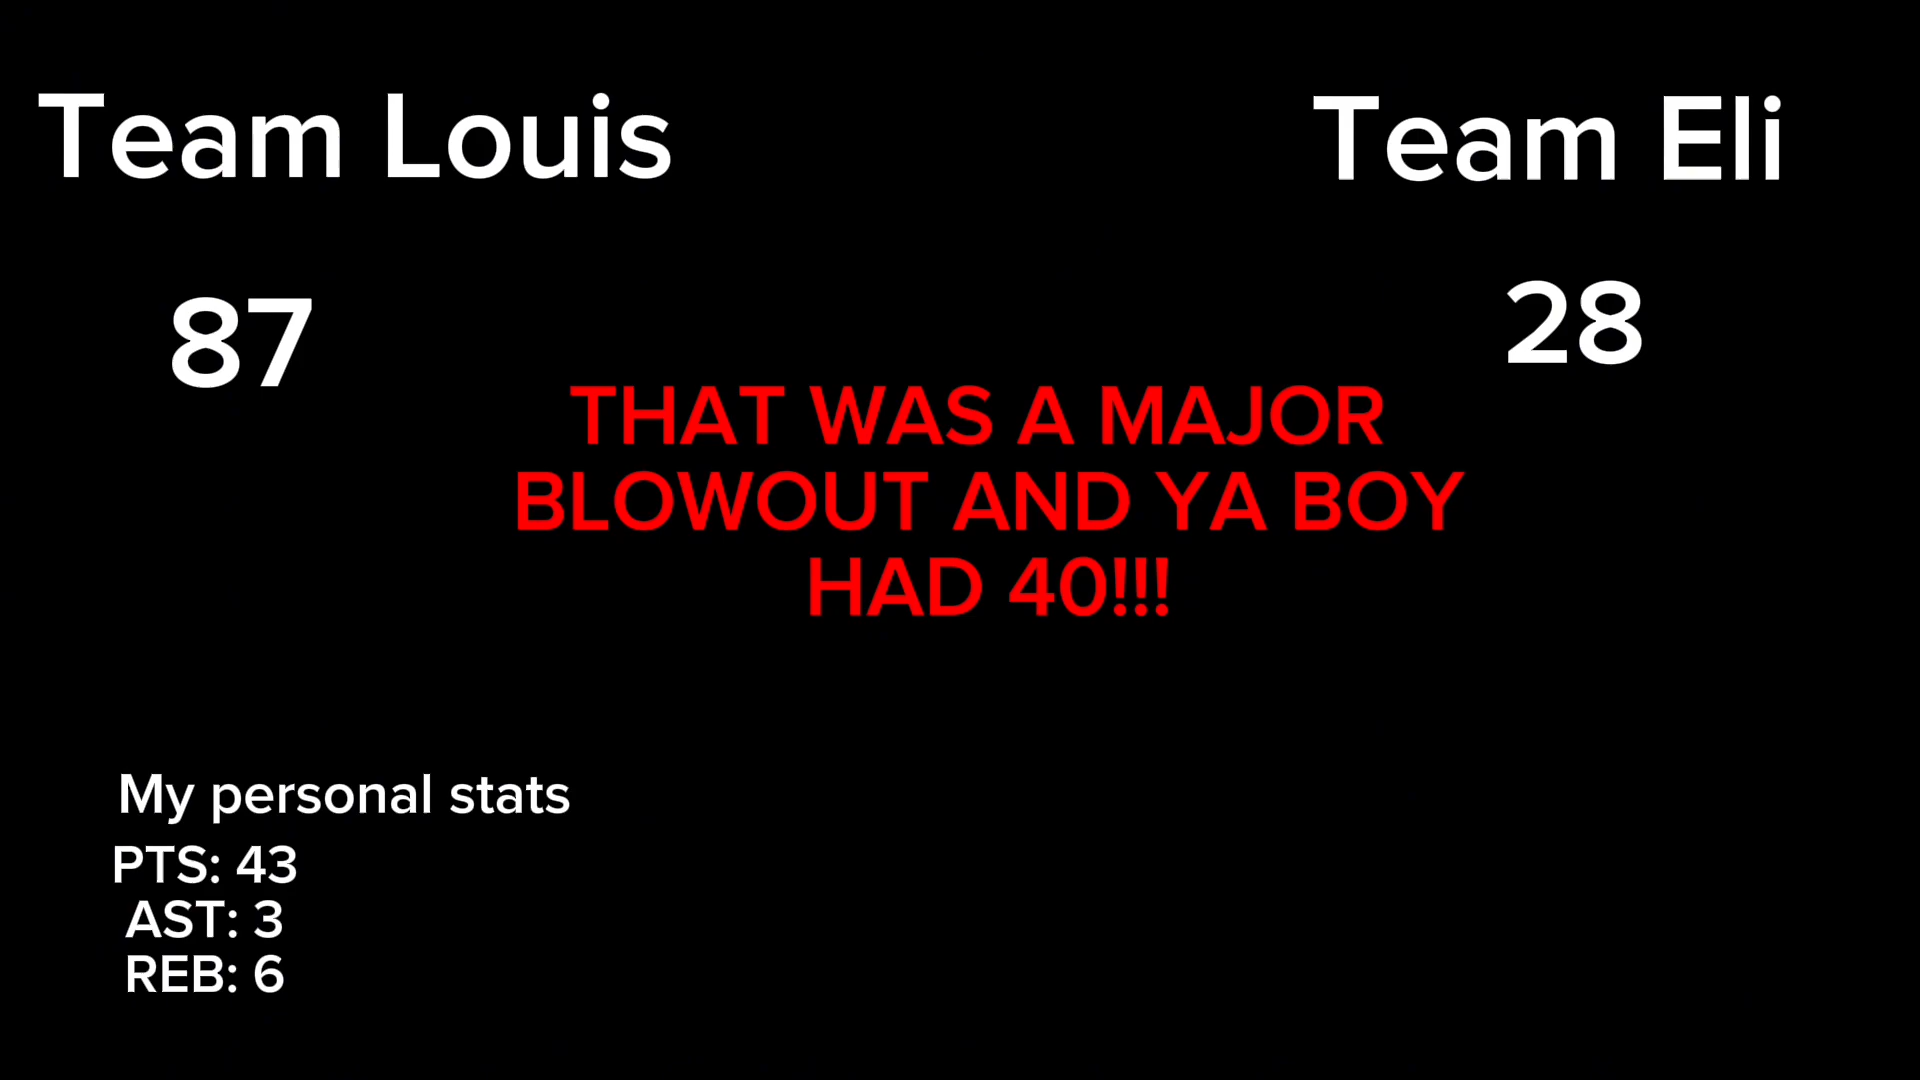 Team Louis
Team Eli
87
28
THAT WAS A MAJOR
BLOWOUT AND YA BOY
HAD 40!!!
My personal stats
PTS: 43
AST: 3
REB: 6